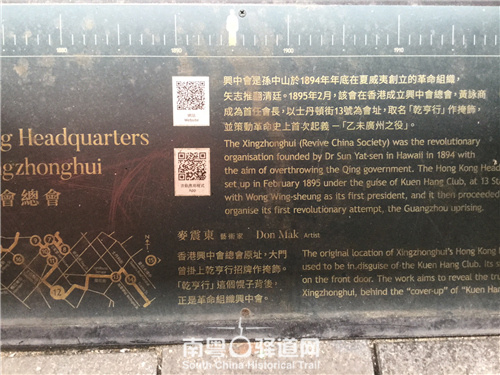 1890
興中會是孫中山於1894年年底在夏威夷創立的革命組織，
矢志推翻清廷。1895年2月，該會在香港成立興中會總會，黃詠商
成為首任會長，以士丹頓街13號為會址，取名「乾亨行」作掩飾，
並策動革命史上首次起義—「乙未廣州之役」。
Headquarters
ngzhonghui
會總會
The Xingzhonghui (Revive China Society) was the revolutionary
organisation founded by Dr Sun Yat-sen in Hawaii in 1894 with
the aim of overthrowing the Qing government. The Hong Kong Head
set up in February 1895 under the guise of Kuen Hang Club, at 13 St
with Wong Wing-sheung as its first president, and it then proceeded
organise its first revolutionary attempt, the Guangzhou uprising.
麥震東 藝術家 Don Mak Artist
香港興中會總會原址，大門
曾掛上乾亨行招牌作掩飾。
「乾亨行」這個幌子背後，
正是革命組織興中會。
The original location of Xingzhonghui's Hong Kong
used to be in disguise of the Kuen Hang Club. Its s
on the front door. The work aims to reveal the tru
Xingzhonghui, behind the "cover-up" of "Kuen Ha
12
15
南粤驿道网
South China Historical Trail